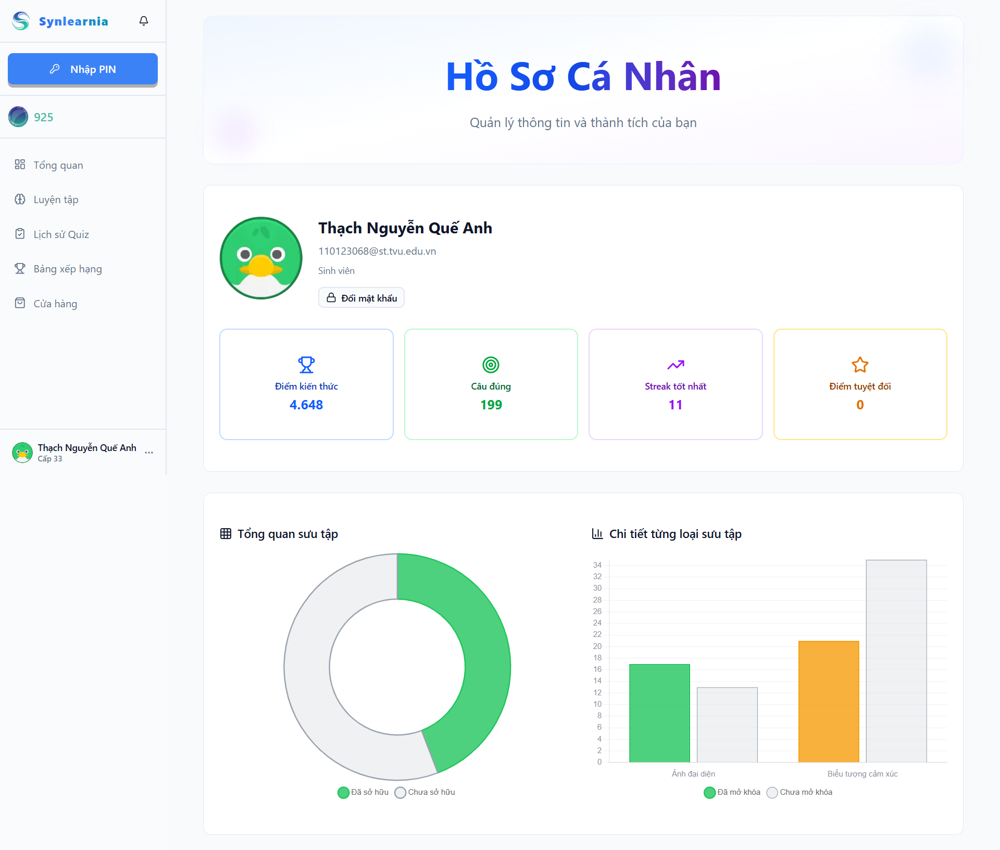 Synlearnia
Nhập PIN
925
Tổng quan
Luyện tập
Lịch sử Quiz
Bảng xếp hạng
Cửa hàng
Thạch Nguyễn Quế Anh
Cấp 33
Hồ Sơ Cá Nhân
Quản lý thông tin và thành tích của bạn
Thạch Nguyễn Quế Anh
110123068@st.tvu.edu.vn
Sinh viên
Đổi mật khẩu
Điểm kiến thức
4.648
Câu đúng
199
Streak tốt nhất
11
Điểm tuyệt đối
0
Tổng quan sưu tập
Đã sở hữu
Chưa sở hữu
Chi tiết từng loại sưu tập
34
32
30
28
26
24
22
20
18
16
14
12
10
8
6
4
2
0
Ảnh đại diện
Biểu tượng cảm xúc
Đã mở khóa
Chưa mở khóa